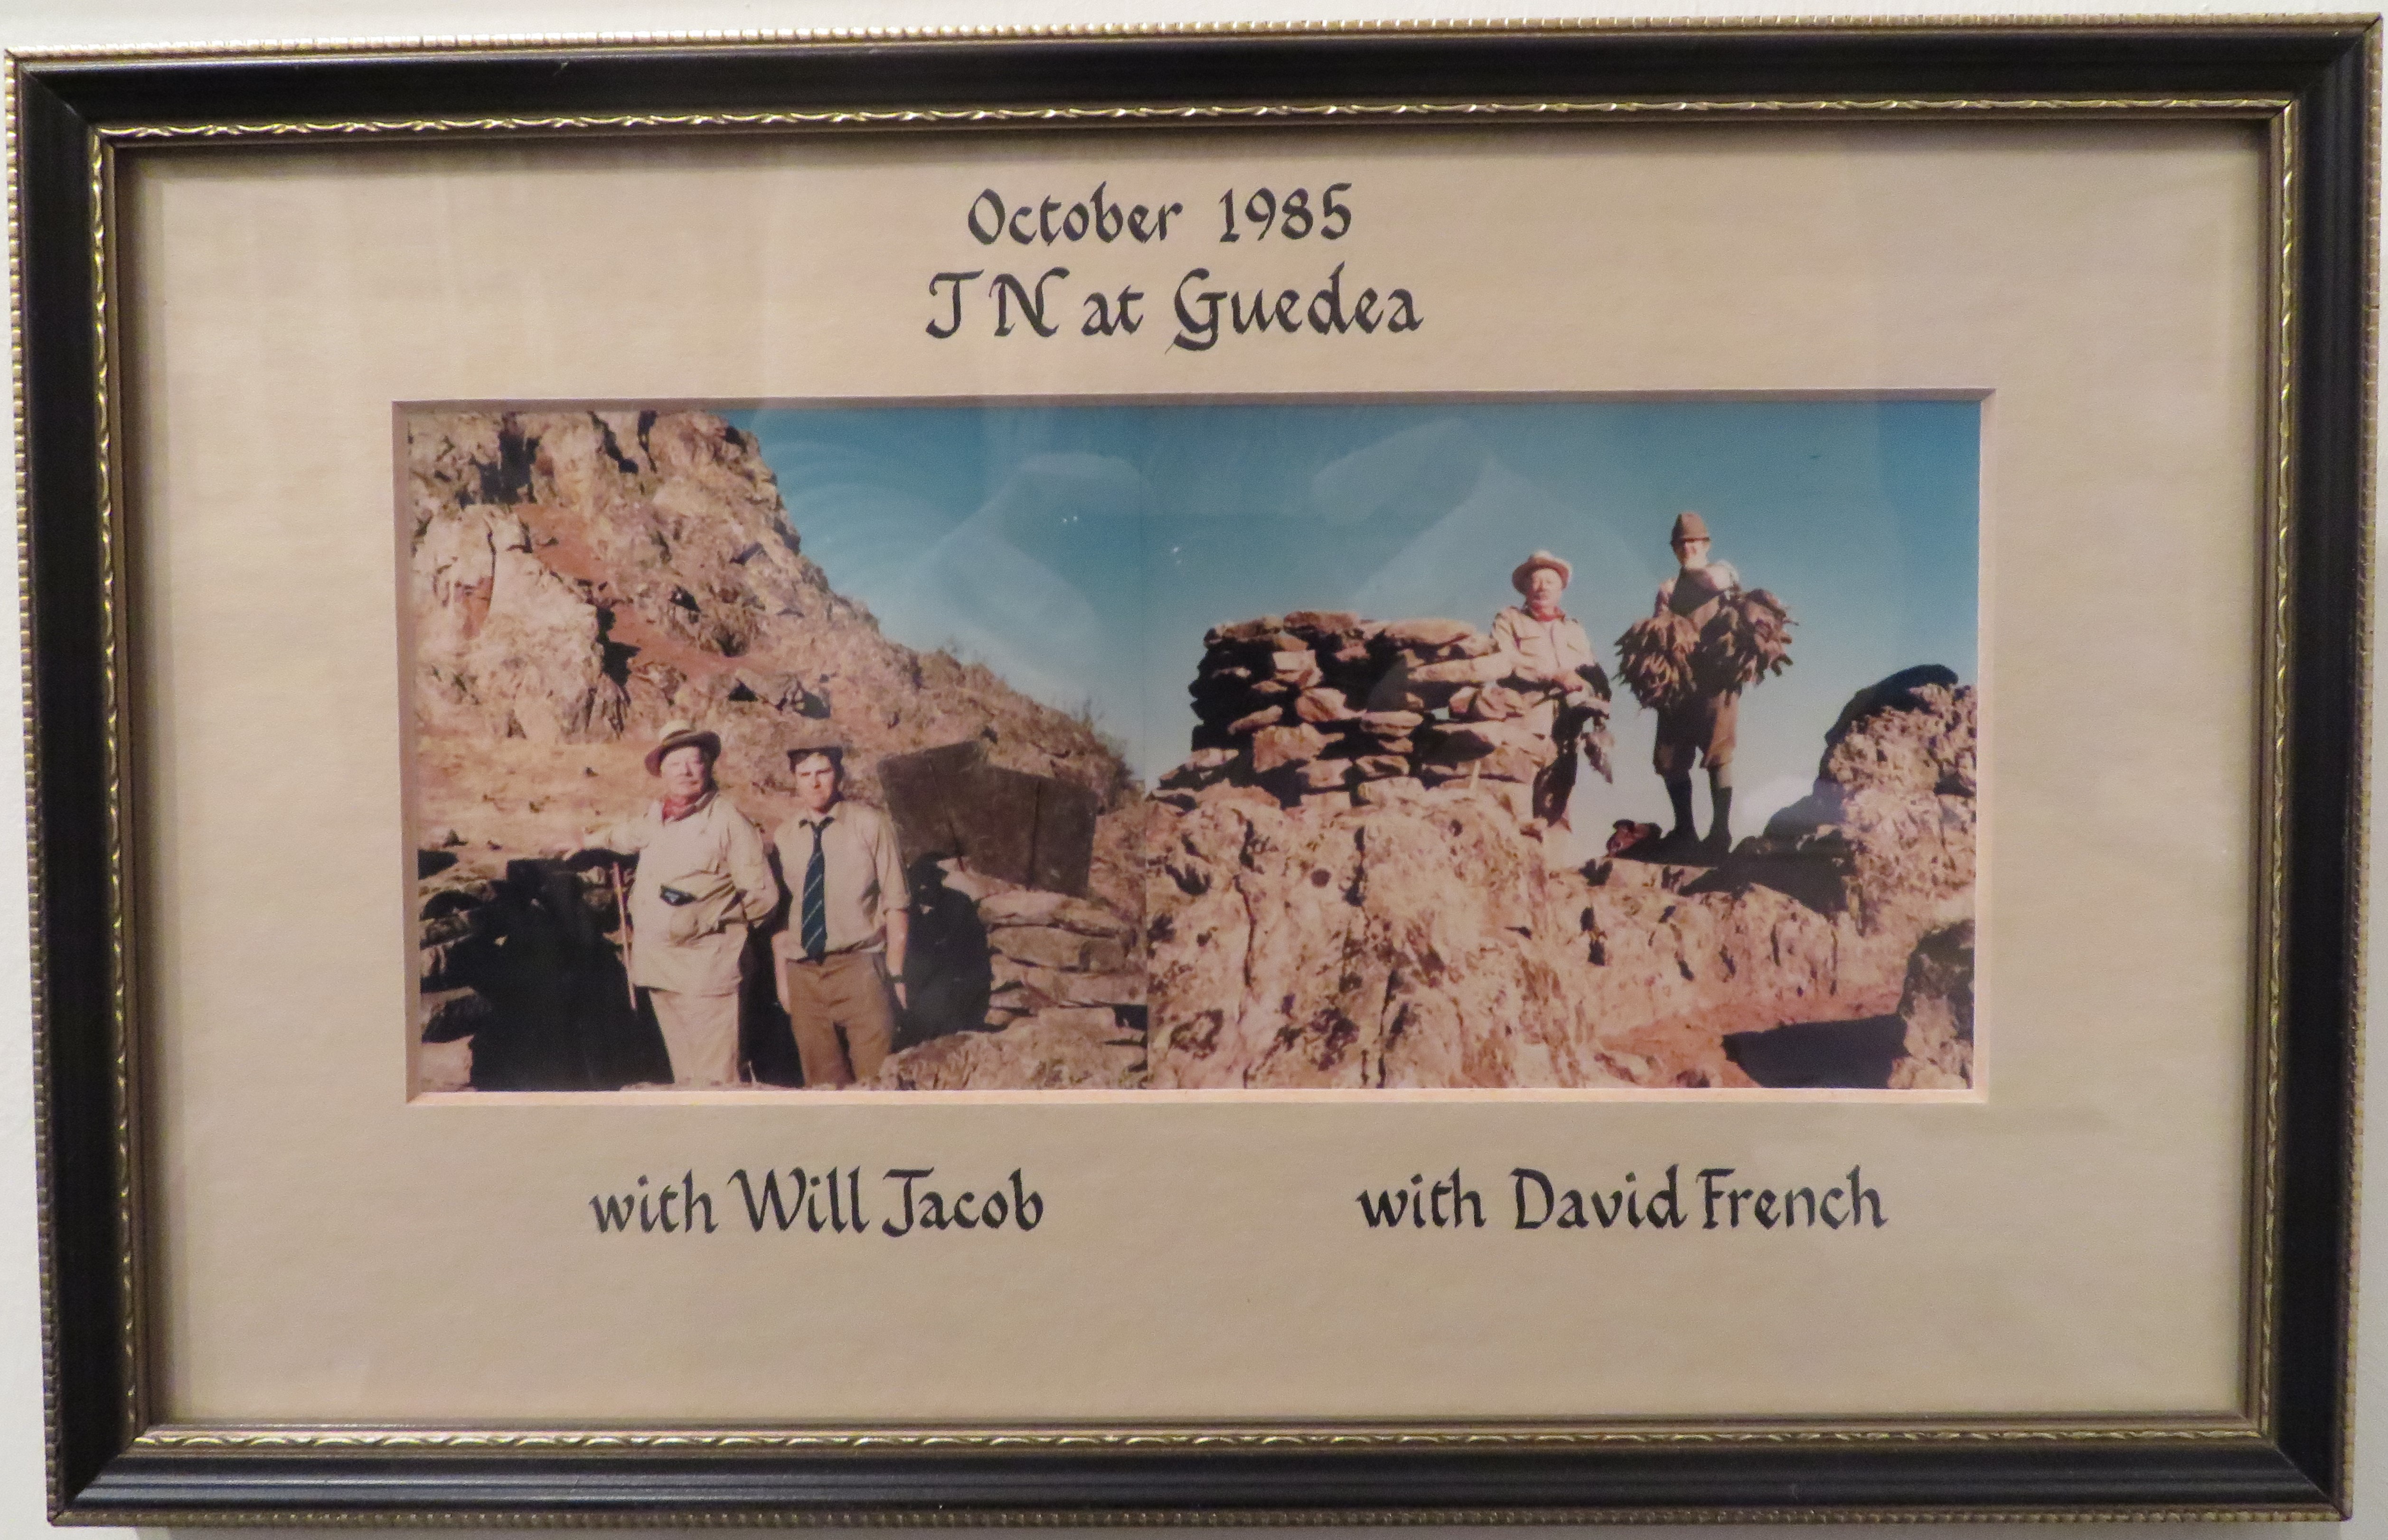 October 1985
TN at Guedea
with Will Jacob
with David French